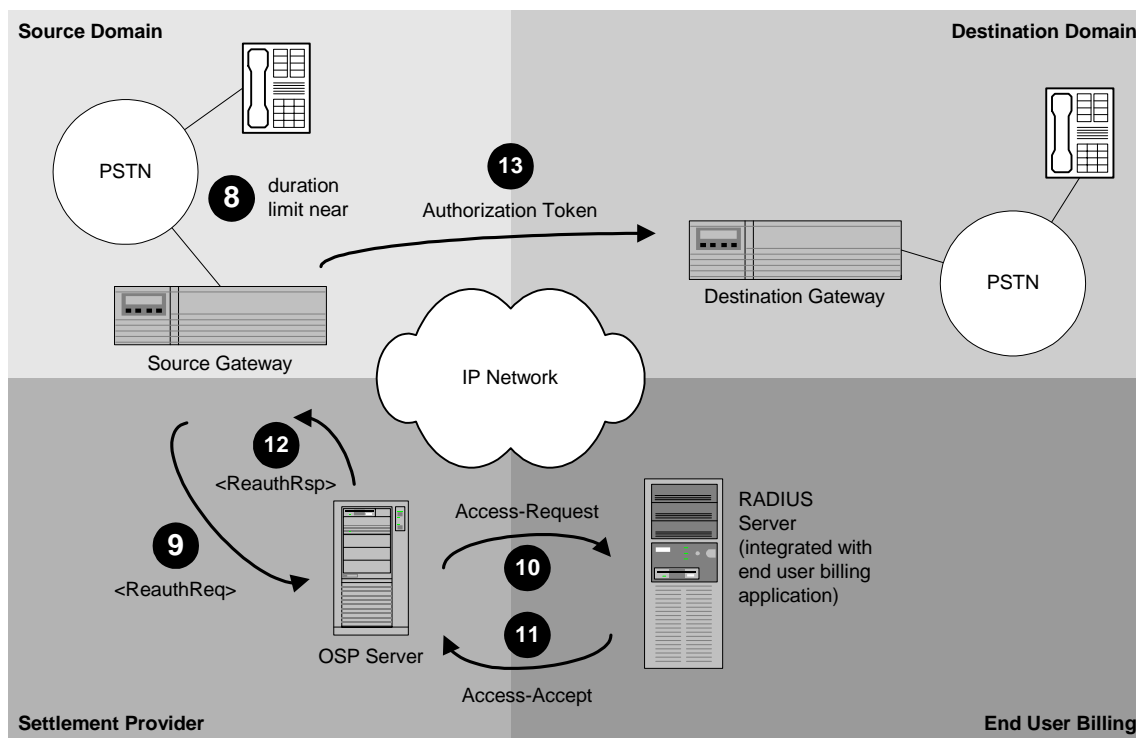 Source Domain
Destination Domain
PSTN
8
duration
limit near
13
Authorization Token
Source Gateway
Destination Gateway
PSTN
IP Network
12
<ReauthRsp>
9
<ReauthReq>
OSP Server
Access-Request
10
11
Access-Accept
RADIUS
Server
(integrated with
end user billing
application)
Settlement Provider
End User Billing